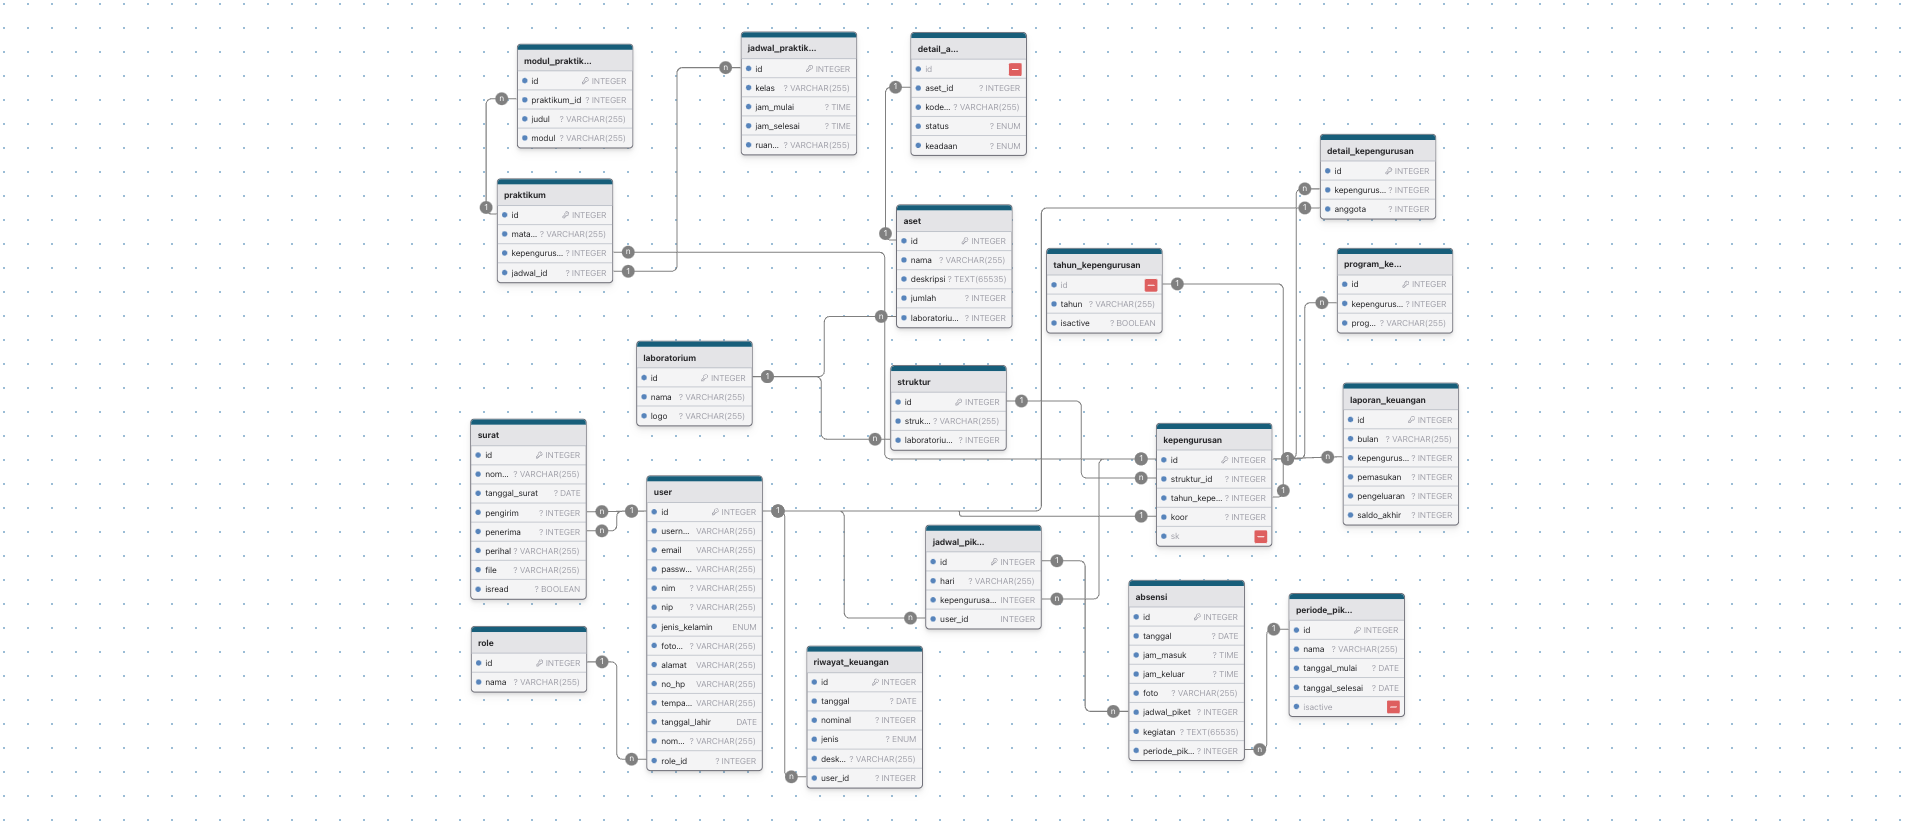 modul_praktik...
id INTEGER
praktikum_id ? INTEGER
judul ? VARCHAR(255)
modul ? VARCHAR(255)
jadwal_praktik...
id INTEGER
kelas ? VARCHAR(255)
jam_mulai ? TIME
jam_selesai ? TIME
ruan... ? VARCHAR(255)
detail_a...
id
aset_id ? INTEGER
kode... ? VARCHAR(255)
status ? ENUM
keadaan ? ENUM
detail_kepengurusan
id INTEGER
kepengurus... ? INTEGER
anggota ? INTEGER
praktikum
id INTEGER
mata... ? VARCHAR(255)
kepengurus... ? INTEGER
jadwal_id ? INTEGER
aset
id INTEGER
nama ? VARCHAR(255)
deskripsi ? TEXT(65535)
jumlah ? INTEGER
laboratoriu... ? INTEGER
tahun_kepengurusan
id
tahun ? VARCHAR(255)
isactive ? BOOLEAN
program_ke...
id INTEGER
kepengurus... ? INTEGER
prog... ? VARCHAR(255)
laboratorium
id INTEGER
nama ? VARCHAR(255)
logo ? VARCHAR(255)
struktur
id INTEGER
struk... ? VARCHAR(255)
laboratoriu... ? INTEGER
laporan_keuangan
id INTEGER
bulan ? VARCHAR(255)
kepengurus... ? INTEGER
pemasukan ? INTEGER
pengeluaran ? INTEGER
saldo_akhir ? INTEGER
surat
id INTEGER
nom... ? VARCHAR(255)
tanggal_surat ? DATE
pengirim ? INTEGER
penerima ? INTEGER
perihal ? VARCHAR(255)
file ? VARCHAR(255)
isread ? BOOLEAN
kepengurusan
id INTEGER
struktur_id ? INTEGER
tahun_kepe... ? INTEGER
koor ? INTEGER
sk
user
id INTEGER
usern... VARCHAR(255)
email VARCHAR(255)
passw... VARCHAR(255)
nim ? VARCHAR(255)
nip ? VARCHAR(255)
jenis_kelamin ENUM
foto... ? VARCHAR(255)
alamat VARCHAR(255)
no_hp VARCHAR(255)
tempa... VARCHAR(255)
tanggal_lahir DATE
nom... ? VARCHAR(255)
role_id ? INTEGER
jadwal_pik...
id INTEGER
hari ? VARCHAR(255)
kepengurusa... INTEGER
user_id INTEGER
role
id INTEGER
nama ? VARCHAR(255)
riwayat_keuangan
id INTEGER
tanggal ? DATE
nominal ? INTEGER
jenis ? ENUM
desk... ? VARCHAR(255)
user_id ? INTEGER
absensi
id INTEGER
tanggal ? DATE
jam_masuk ? TIME
jam_keluar ? TIME
foto ? VARCHAR(255)
jadwal_piket ? INTEGER
kegiatan ? TEXT(65535)
periode_pik... ? INTEGER
periode_pik...
id INTEGER
nama ? VARCHAR(255)
tanggal_mulai ? DATE
tanggal_selesai ? DATE
isactive